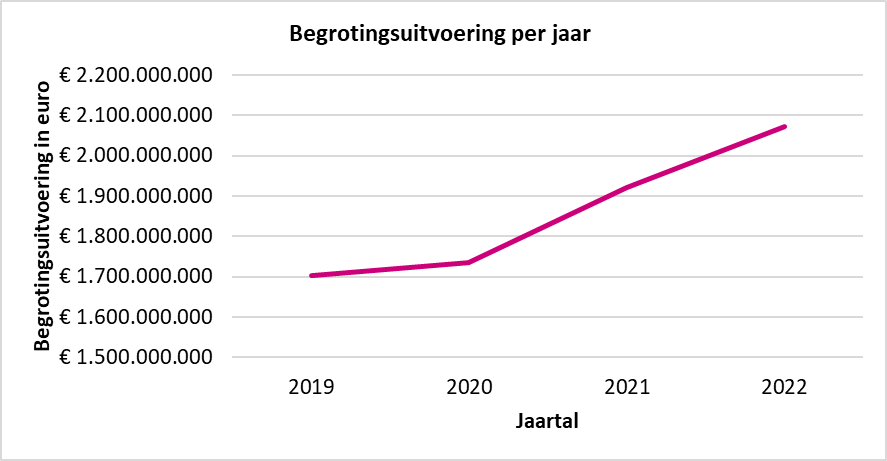 Begrotingsuitvoering per jaar
Begrotingsuitvoering in euro
€ 2.200.000.000
€ 2.100.000.000
€ 2.000.000.000
€ 1.900.000.000
€ 1.800.000.000
€ 1.700.000.000
€ 1.600.000.000
€ 1.500.000.000
2019 2020 2021 2022
Jaartal